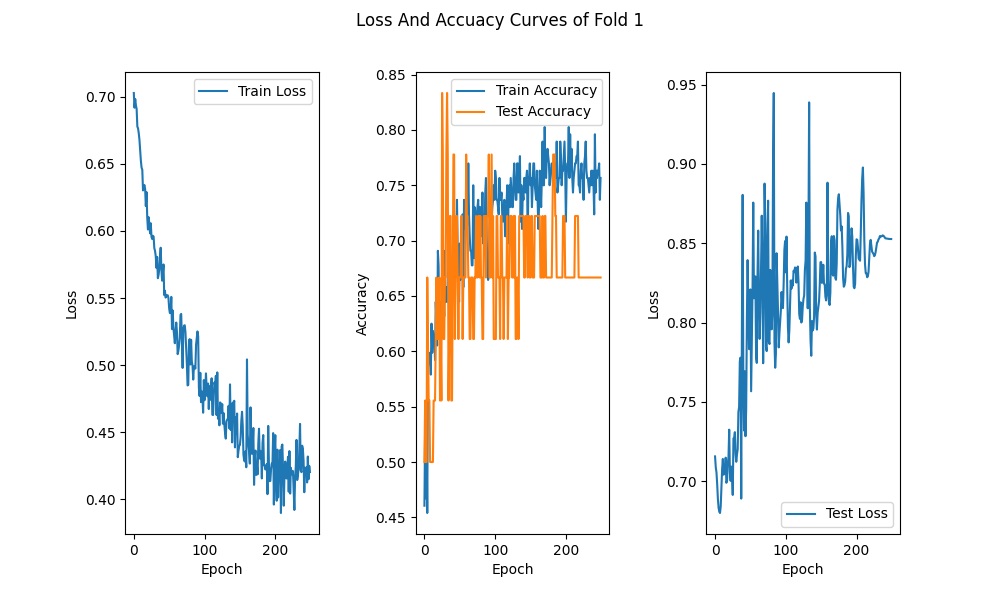 Loss And Accuacy Curves of Fold 1
Loss
0.70
0.65
0.60
0.55
0.50
0.45
0.40
Train Loss
0 100 200
Epoch
Accuracy
0.85
0.80
0.75
0.70
0.65
0.60
0.55
0.50
0.45
Train Accuracy
Test Accuracy
0 100 200
Epoch
Loss
0.95
0.90
0.85
0.80
0.75
0.70
Test Loss
0 100 200
Epoch